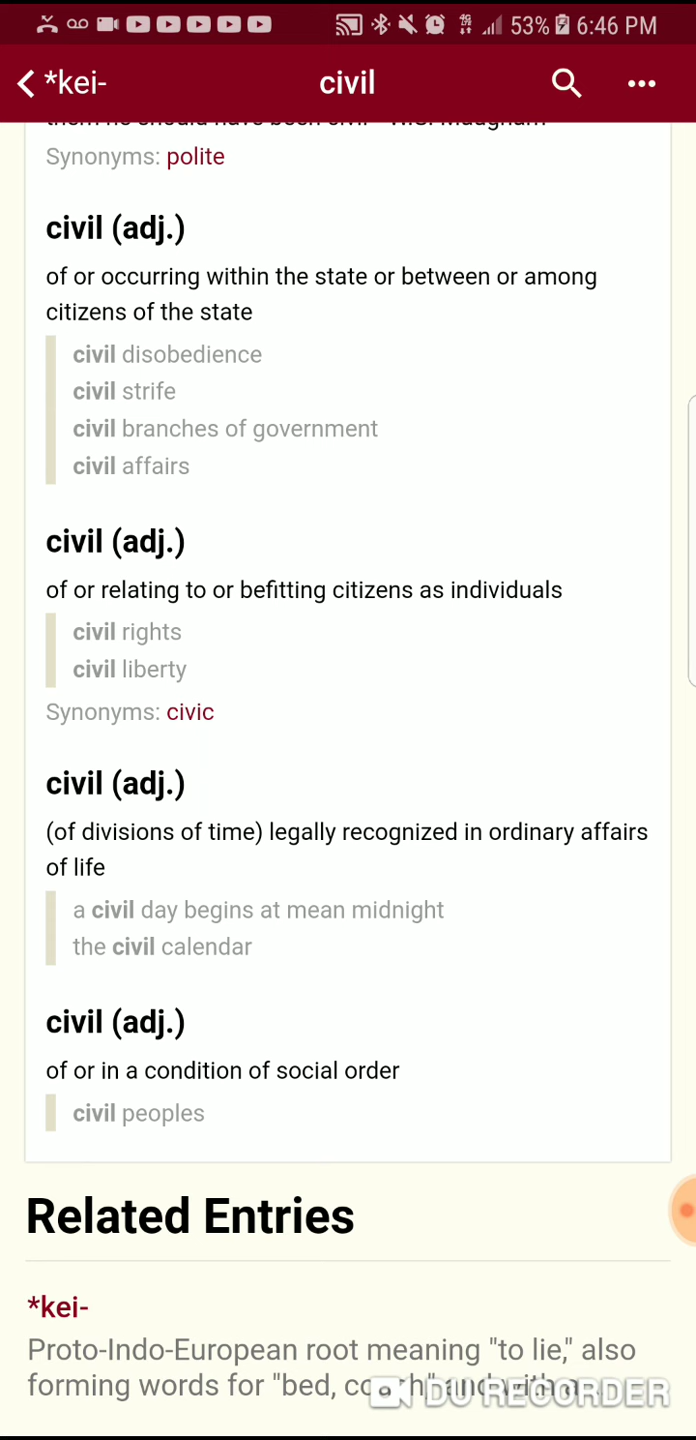 53% 6:46 PM
*kei-
civil
Synonyms: polite
civil (adj.)
of or occurring within the state or between or among
citizens of the state
civil disobedience
civil strife
civil branches of government
civil affairs
civil (adj.)
of or relating to or befitting citizens as individuals
civil rights
civil liberty
Synonyms: civic
civil (adj.)
(of divisions of time) legally recognized in ordinary affairs
of life
a civil day begins at mean midnight
the civil calendar
civil (adj.)
of or in a condition of social order
civil peoples
Related Entries
*kei-
Proto-Indo-European root meaning "to lie," also
forming words for "bed, couch" and with a
DU RECORDER